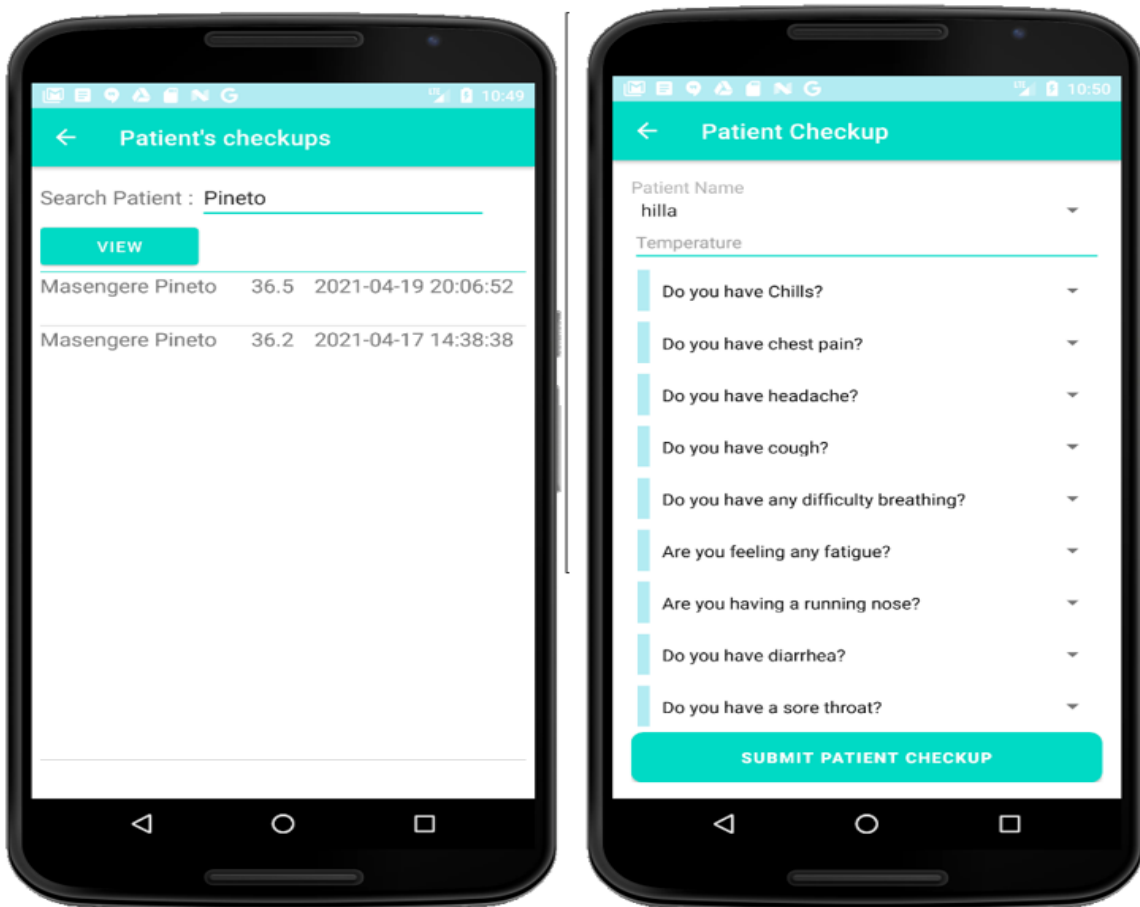 10:49
Patient's checkups
Search Patient : Pineto
VIEW
Masengere Pineto 36.5 2021-04-19 20:06:52
Masengere Pineto 36.2 2021-04-17 14:38:38
LTE 10:50
Patient Checkup
Patient Name
hilla
Temperature
Do you have Chills?
Do you have chest pain?
Do you have headache?
Do you have cough?
Do you have any difficulty breathing?
Are you feeling any fatigue?
Are you having a running nose?
Do you have diarrhea?
Do you have a sore throat?
SUBMIT PATIENT CHECKUP